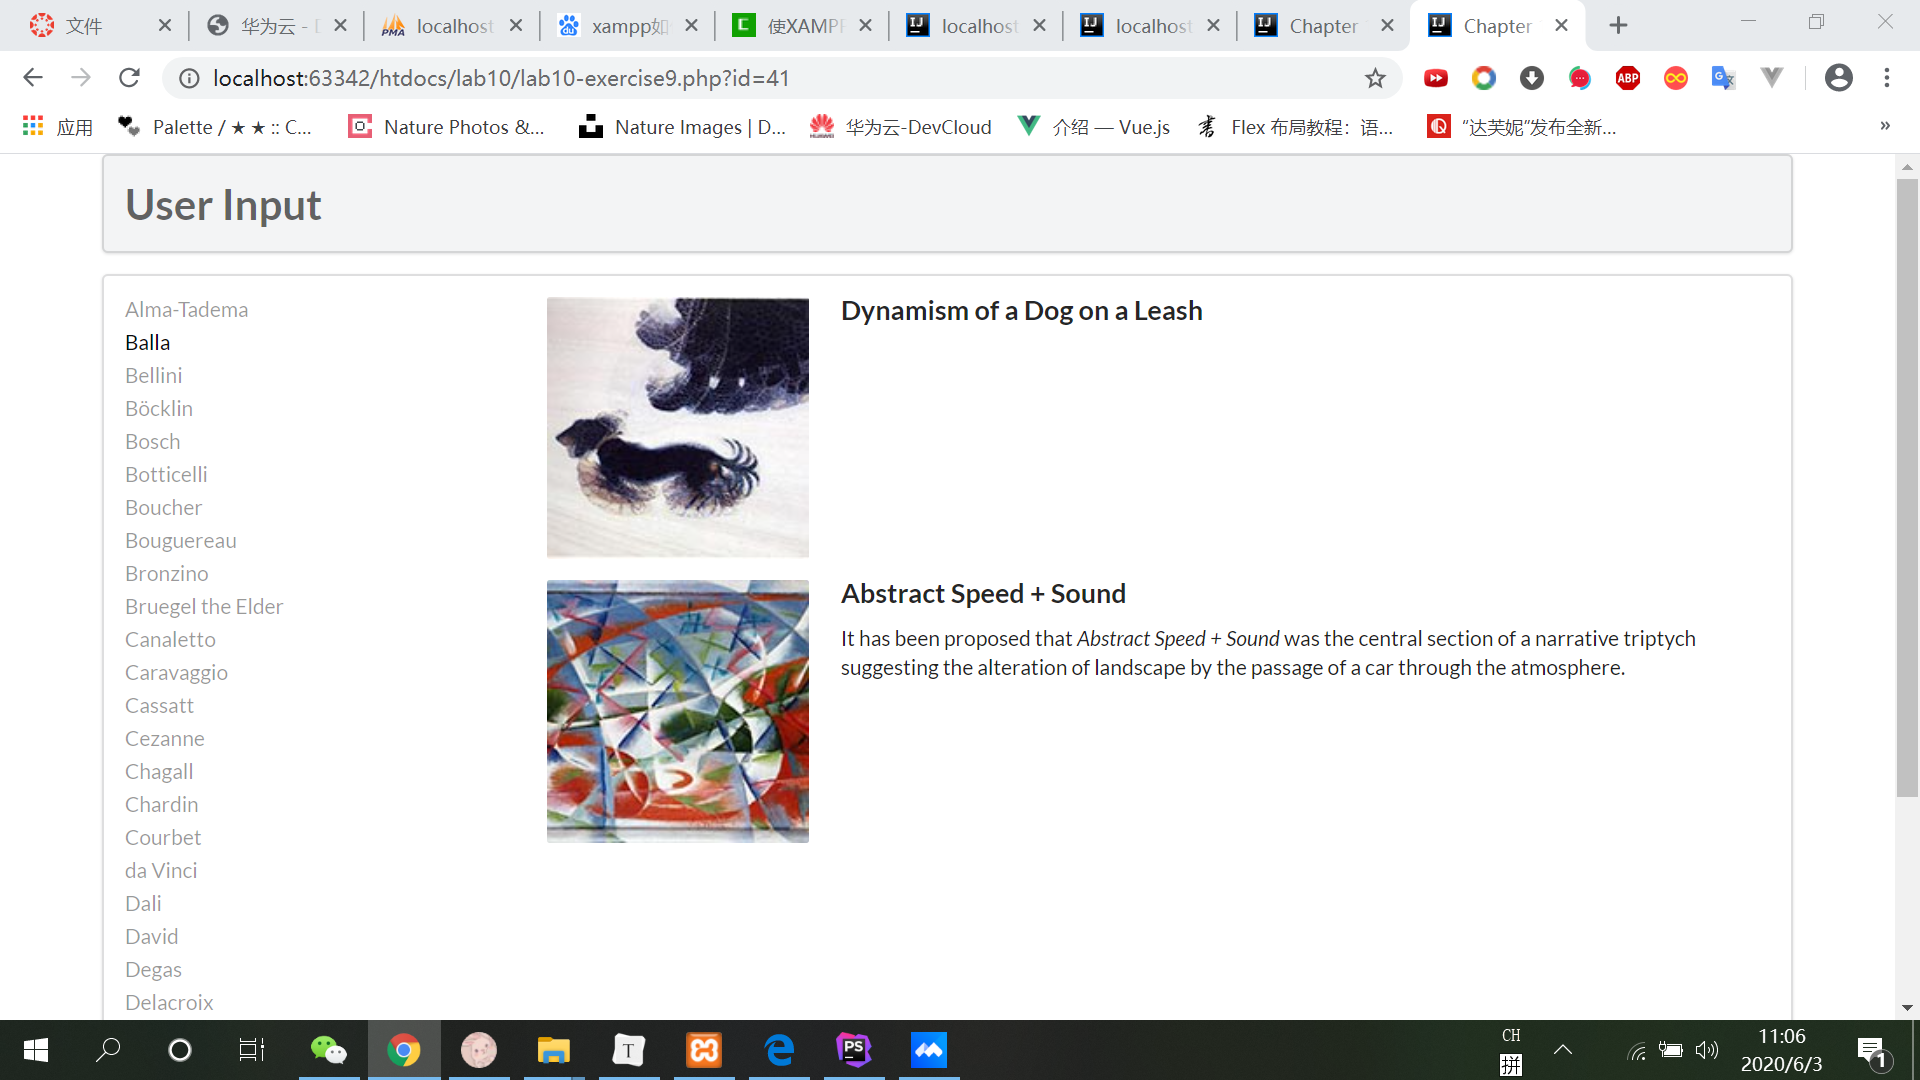 文件
华为云 - D
localhost
xampp如
使XAMPP
localhost
localhost
Chapter
Chapter
localhost:63342/htdocs/lab10/lab10-exercise9.php?id=41
ABP
应用
Palette / ★ ★ :: C...
Nature Photos &...
Nature Images | D...
华为云-DevCloud
介绍 — Vue.js
Flex 布局教程：语...
“达芙妮”发布全新...
User Input
Alma-Tadema
Balla
Bellini
Böcklin
Bosch
Botticelli
Boucher
Bouguereau
Bronzino
Bruegel the Elder
Canaletto
Caravaggio
Cassatt
Cezanne
Chagall
Chardin
Courbet
da Vinci
Dali
David
Degas
Delacroix
Dynamism of a Dog on a Leash
Abstract Speed + Sound
It has been proposed that Abstract Speed + Sound was the central section of a narrative triptych
suggesting the alteration of landscape by the passage of a car through the atmosphere.
CH
拼
11:06
2020/6/3
1